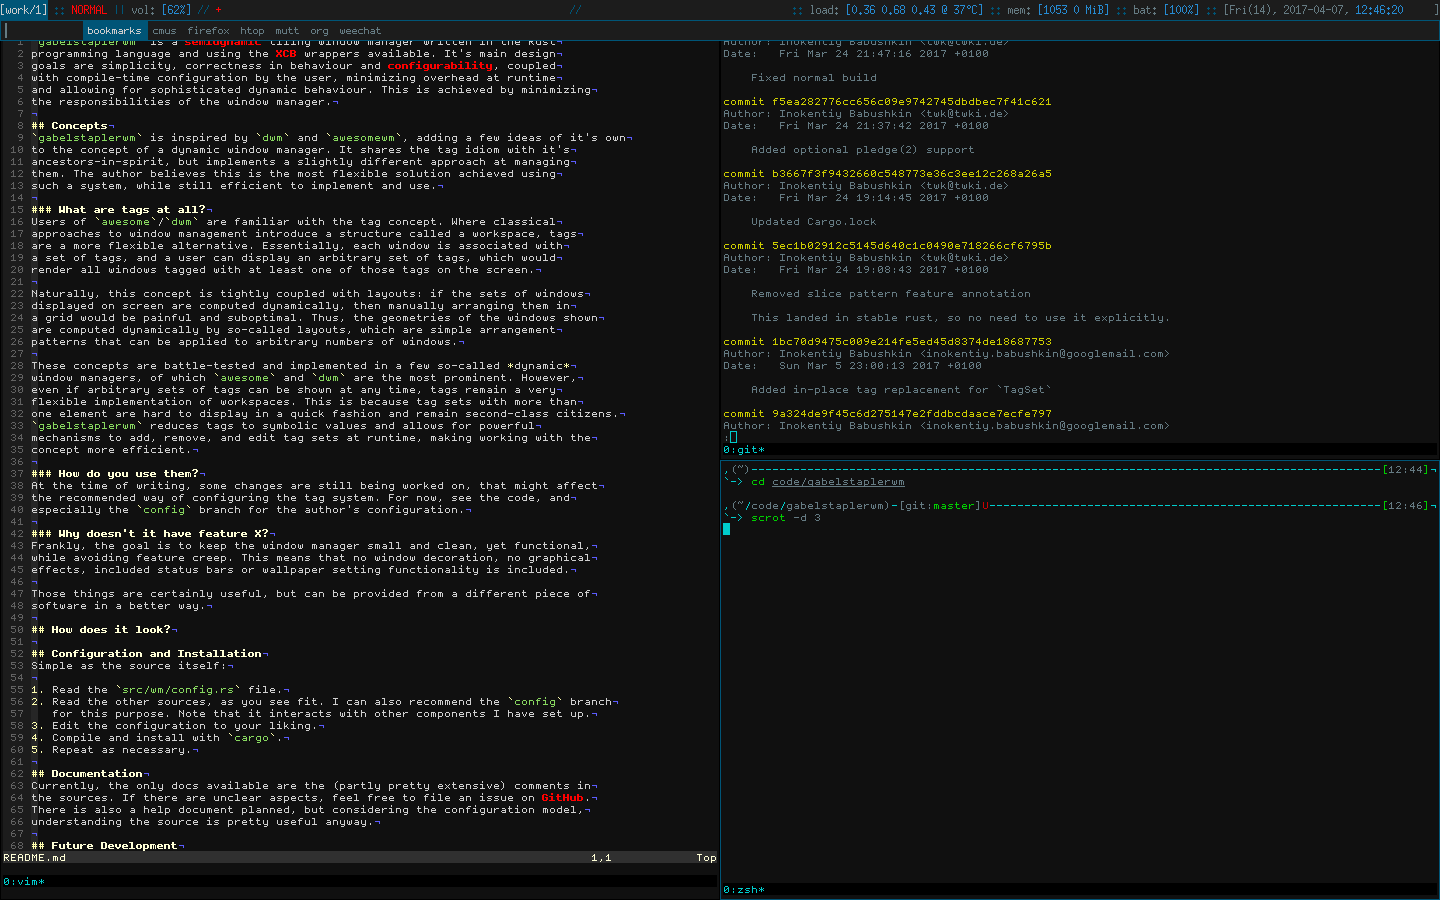 [work/1] :: NORMAL || vol: [62%] // + // :: load: [0.36 0.68 0.43 @ 37°C] :: mem: [1053 0 MiB] :: bat: [100%] :: [Fri(14), 2017-04-07, 12:46:20 ]
bookmarks cmus firefox htop mutt org weechat
1 `gabelstaplerwm` is a semidynamic tiling window manager written in the Rust¬
2 programming language and using the XCB wrappers available. It's main design¬
3 goals are simplicity, correctness in behaviour and configurability, coupled¬
4 with compile-time configuration by the user, minimizing overhead at runtime¬
5 and allowing for sophisticated dynamic behaviour. This is achieved by minimizing¬
6 the responsibilities of the window manager.¬
7 ¬
8 ## Concepts¬
9 `gabelstaplerwm` is inspired by `dwm` and `awesomewm`, adding a few ideas of it's own¬
10 to the concept of a dynamic window manager. It shares the tag idiom with it's¬
11 ancestors-in-spirit, but implements a slightly different approach at managing¬
12 them. The author believes this is the most flexible solution achieved using¬
13 such a system, while still efficient to implement and use.¬
14 ¬
15 ### What are tags at all?¬
16 Users of `awesome`/`dwm` are familiar with the tag concept. Where classical¬
17 approaches to window management introduce a structure called a workspace, tags¬
18 are a more flexible alternative. Essentially, each window is associated with¬
19 a set of tags, and a user can display an arbitrary set of tags, which would¬
20 render all windows tagged with at least one of those tags on the screen.¬
21 ¬
22 Naturally, this concept is tightly coupled with layouts: if the sets of windows¬
23 displayed on screen are computed dynamically, then manually arranging them in¬
24 a grid would be painful and suboptimal. Thus, the geometries of the windows shown¬
25 are computed dynamically by so-called layouts, which are simple arrangement¬
26 patterns that can be applied to arbitrary numbers of windows.¬
27 ¬
28 These concepts are battle-tested and implemented in a few so-called *dynamic*¬
29 window managers, of which `awesome` and `dwm` are the most prominent. However,¬
30 even if arbitrary sets of tags can be shown at any time, tags remain a very¬
31 flexible implementation of workspaces. This is because tag sets with more than¬
32 one element are hard to display in a quick fashion and remain second-class citizens.¬
33 `gabelstaplerwm` reduces tags to symbolic values and allows for powerful¬
34 mechanisms to add, remove, and edit tag sets at runtime, making working with the¬
35 concept more efficient.¬
36 ¬
37 ### How do you use them?¬
38 At the time of writing, some changes are still being worked on, that might affect¬
39 the recommended way of configuring the tag system. For now, see the code, and¬
40 especially the `config` branch for the author's configuration.¬
41 ¬
42 ### Why doesn't it have feature X?¬
43 Frankly, the goal is to keep the window manager small and clean, yet functional,¬
44 while avoiding feature creep. This means that no window decoration, no graphical¬
45 effects, included status bars or wallpaper setting functionality is included.¬
46 ¬
47 Those things are certainly useful, but can be provided from a different piece of¬
48 software in a better way.¬
49 ¬
50 ## How does it look?¬
51 ¬
52 ## Configuration and Installation¬
53 Simple as the source itself:¬
54 ¬
55 1. Read the `src/wm/config.rs` file.¬
56 2. Read the other sources, as you see fit. I can also recommend the `config` branch¬
57 for this purpose. Note that it interacts with other components I have set up.¬
58 3. Edit the configuration to your liking.¬
59 4. Compile and install with `cargo`.¬
60 5. Repeat as necessary.¬
61 ¬
62 ## Documentation¬
63 Currently, the only docs available are the (partly pretty extensive) comments in¬
64 the sources. If there are unclear aspects, feel free to file an issue on GitHub.¬
65 There is also a help document planned, but considering the configuration model,¬
66 understanding the source is pretty useful anyway.¬
67 ¬
68 ## Future Development¬
README.md 1,1 Top
0:vim*
Author: Inokentiy Babushkin <twk@twki.de>
Date: Fri Mar 24 21:47:16 2017 +0100
Fixed normal build
commit f5ea282776cc656c09e9742745dbdbec7f41c621
Author: Inokentiy Babushkin <twk@twki.de>
Date: Fri Mar 24 21:37:42 2017 +0100
Added optional pledge(2) support
commit b3667f3f9432660c548773e36c3ee12c268a26a5
Author: Inokentiy Babushkin <twk@twki.de>
Date: Fri Mar 24 19:14:45 2017 +0100
Updated Cargo.lock
commit 5ec1b02912c5145d640c1c0490e718266cf6795b
Author: Inokentiy Babushkin <twk@twki.de>
Date: Fri Mar 24 19:08:43 2017 +0100
Removed slice pattern feature annotation
This landed in stable rust, so no need to use it explicitly.
commit 1bc70d9475c009e214fe5ed45d8374de18687753
Author: Inokentiy Babushkin <inokentiy.babushkin@googlemail.com>
Date: Sun Mar 5 23:00:13 2017 +0100
Added in-place tag replacement for `TagSet`
commit 9a324de9f45c6d275147e2fddbcdaace7ecfe797
Author: Inokentiy Babushkin <inokentiy.babushkin@googlemail.com>
:
0:git*
,(~)—[12:44]¬
`-> cd code/gabelstaplerwm
,(~/code/gabelstaplerwm)-[git:master]U—[12:46]¬
`-> scrot -d 3
0:zsh*